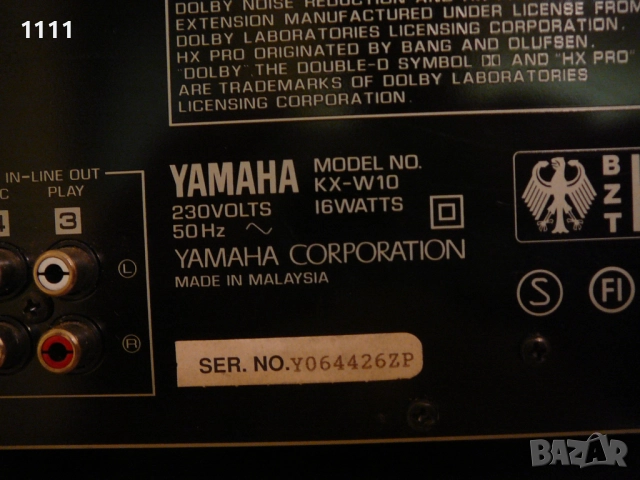 1111
DOLBY NOISE REDUCTION AND
EXTENSION MANUFACTURED UNDER LICENSE FROM
DOLBY LABORATORIES LICENSING CORPORATION.
HX PRO ORIGINATED BY BANG AND OLUFSEN.
"DOLBY", THE DOUBLE-D SYMBOL AND "HX PRO"
ARE TRADEMARKS OF DOLBY LABORATORIES
LICENSING CORPORATION.
IN-LINE OUT
C PLAY
4 3
L
R
YAMAHA MODEL NO.
KX-W10
230VOLTS 16WATTS
50Hz
YAMAHA CORPORATION
MADE IN MALAYSIA
SER. NO. Y064426ZP
BZT
S FI
BAZAR